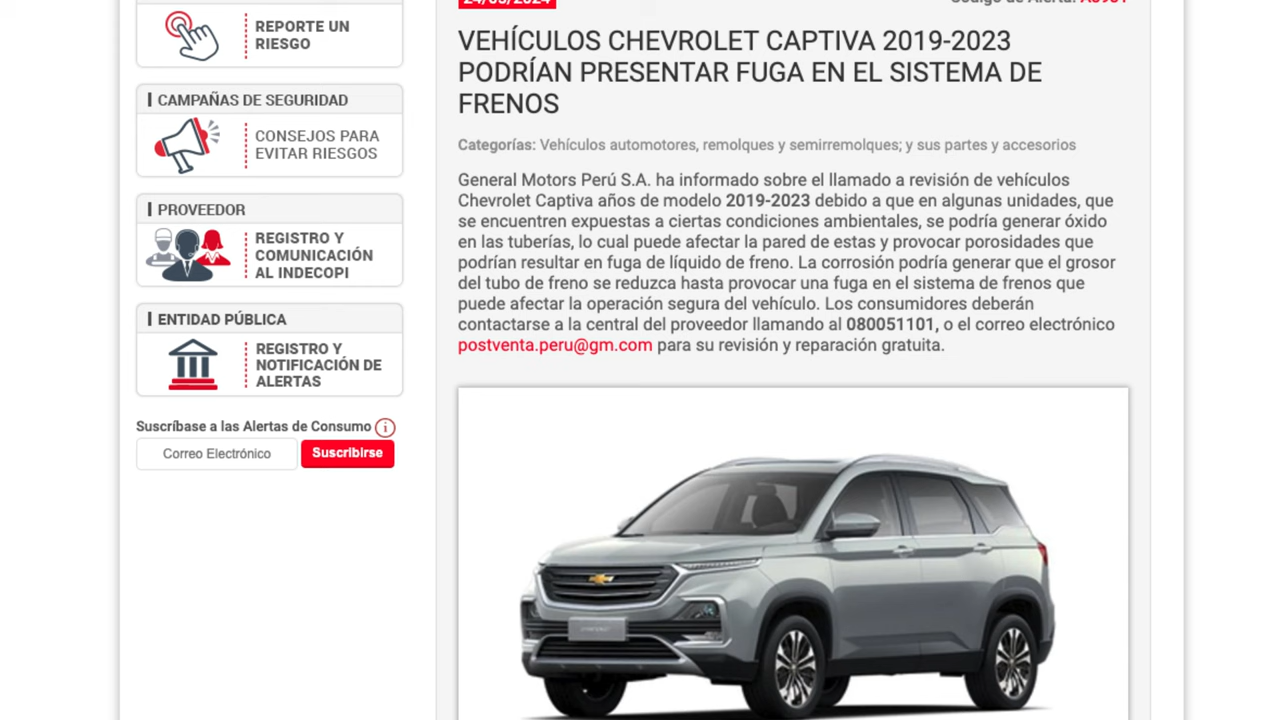 REPORTE UN
RIESGO
CAMPAÑAS DE SEGURIDAD
CONSEJOS PARA
EVITAR RIESGOS
PROVEEDOR
REGISTRO Y
COMUNICACIÓN
AL INDECOPI
ENTIDAD PÚBLICA
REGISTRO Y
NOTIFICACIÓN DE
ALERTAS
Suscríbase a las Alertas de Consumo
Correo Electrónico
Suscribirse
VEHÍCULOS CHEVROLET CAPTIVA 2019-2023
PODRÍAN PRESENTAR FUGA EN EL SISTEMA DE
FRENOS
Categorías: Vehículos automotores, remolques y semirremolques; y sus partes y accesorios
General Motors Perú S.A. ha informado sobre el llamado a revisión de vehículos
Chevrolet Captiva años de modelo 2019-2023 debido a que en algunas unidades, que
se encuentren expuestas a ciertas condiciones ambientales, se podría generar óxido
en las tuberías, lo cual puede afectar la pared de estas y provocar porosidades que
podrían resultar en fuga de líquido de freno. La corrosión podría generar que el grosor
del tubo de freno se reduzca hasta provocar una fuga en el sistema de frenos que
puede afectar la operación segura del vehículo. Los consumidores deberán
contactarse a la central del proveedor llamando al 080051101, o el correo electrónico
postventa.peru@gm.com para su revisión y reparación gratuita.